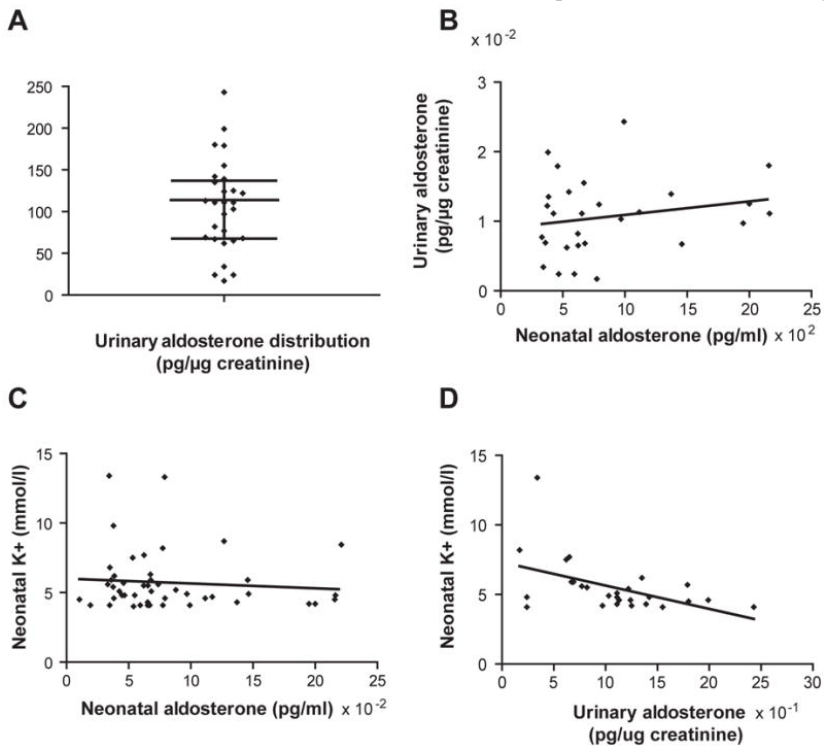 A
250
200
150
100
50
0
Urinary aldosterone distribution
(pg/µg creatinine)
B
x 10-2
Urinary aldosterone
(pg/µg creatinine)
3
2
1
0
0 5 10 15 20 25
Neonatal aldosterone (pg/ml) x 10²
C
Neonatal K+ (mmol/l)
15
10
5
0
0 5 10 15 20 25
Neonatal aldosterone (pg/ml) x 10-2
D
Neonatal K+ (mmol/l)
15
10
5
0
0 5 10 15 20 25 30
Urinary aldosterone x 10-1
(pg/ug creatinine)